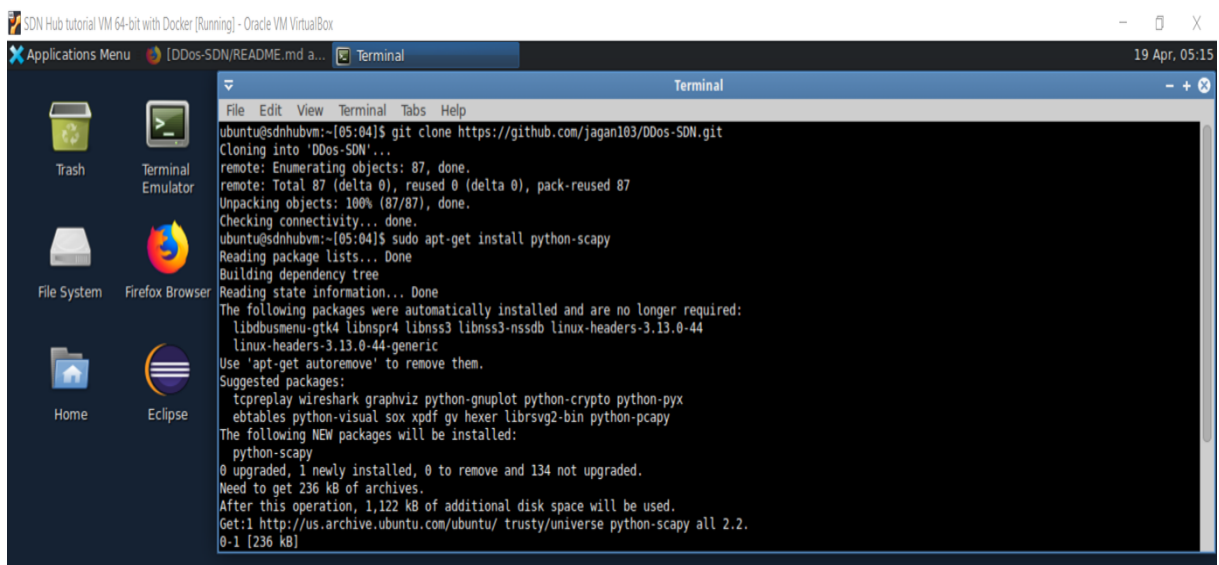 SDN Hub tutorial VM 64-bit with Docker [Running] - Oracle VM VirtualBox
Applications Menu [DDos-SDN/README.md a... Terminal 19 Apr, 05:15
Terminal
File Edit View Terminal Tabs Help
Trash
Terminal Emulator
File System
Firefox Browser
Home
Eclipse
ubuntu@sdnhubvm:~[05:04]$ git clone https://github.com/jagan103/DDos-SDN.git
Cloning into 'DDos-SDN'...
remote: Enumerating objects: 87, done.
remote: Total 87 (delta 0), reused 0 (delta 0), pack-reused 87
Unpacking objects: 100% (87/87), done.
Checking connectivity... done.
ubuntu@sdnhubvm:~[05:04]$ sudo apt-get install python-scapy
Reading package lists... Done
Building dependency tree
Reading state information... Done
The following packages were automatically installed and are no longer required:
  libdbusmenu-gtk4 libnspr4 libnss3 libnss3-nssdb linux-headers-3.13.0-44
  linux-headers-3.13.0-44-generic
Use 'apt-get autoremove' to remove them.
Suggested packages:
  tcpreplay wireshark graphviz python-gnuplot python-crypto python-pyx
  ebtables python-visual sox xpdf gv hexer librsvg2-bin python-pcapy
The following NEW packages will be installed:
  python-scapy
0 upgraded, 1 newly installed, 0 to remove and 134 not upgraded.
Need to get 236 kB of archives.
After this operation, 1,122 kB of additional disk space will be used.
Get:1 http://us.archive.ubuntu.com/ubuntu/ trusty/universe python-scapy all 2.2.
0-1 [236 kB]